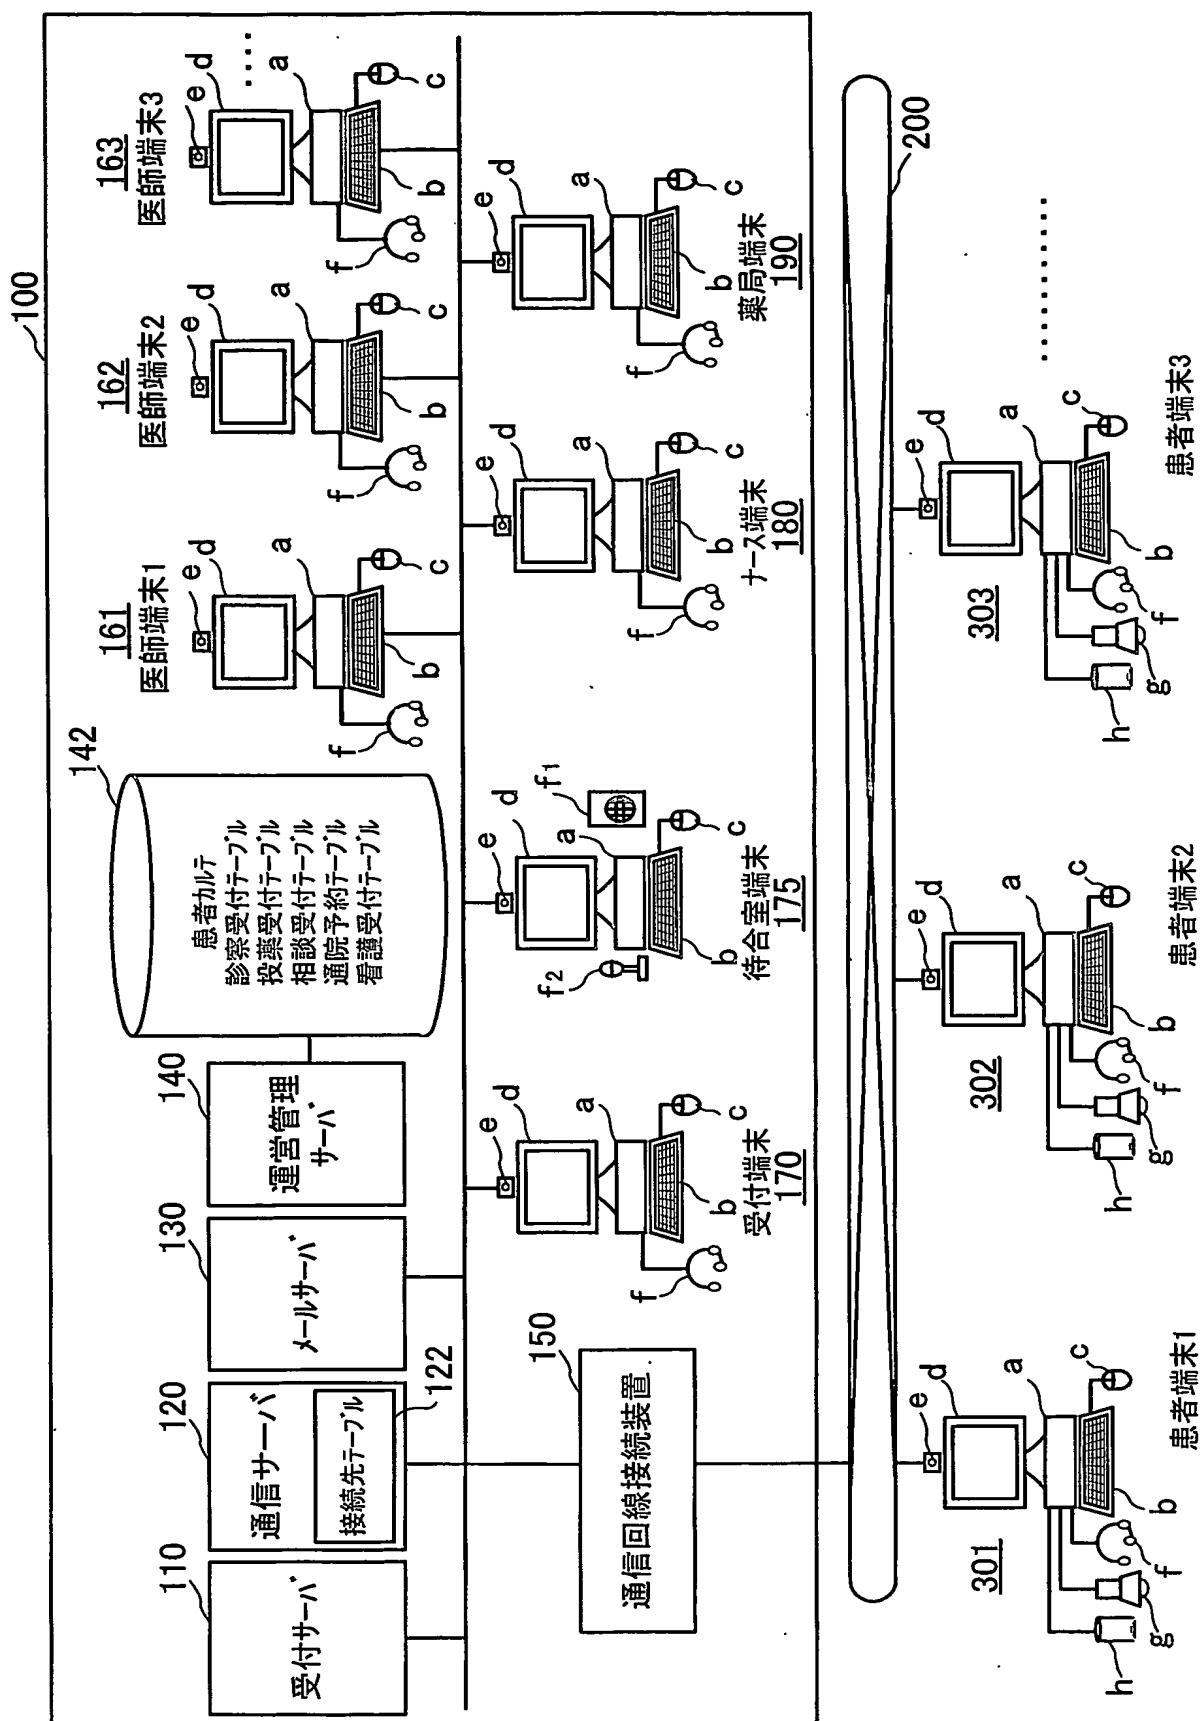 100
110
受付サーバ
120
通信サーバ
接続先テーブル
122
130
メールサーバ
140
運営管理
サーバ
142
患者カルテ
診察受付テーブル
投薬受付テーブル
相談受付テーブル
通院予約テーブル
看護受付テーブル
161
医師端末1
e
d
a
b
c
f
162
医師端末2
e
d
a
b
c
f
163
医師端末3
e
d
a
b
c
f
.....
150
通信回線接続装置
e
d
a
b
c
f
受付端末
170
e
d
a
b
c
f1
f2
待合室端末
175
e
d
a
b
c
f
ナース端末
180
e
d
a
b
c
f
薬局端末
190
200
301
e
d
a
b
c
f
g
h
患者端末1
302
e
d
a
b
c
f
g
h
患者端末2
303
e
d
a
b
c
f
g
h
患者端末3
..........